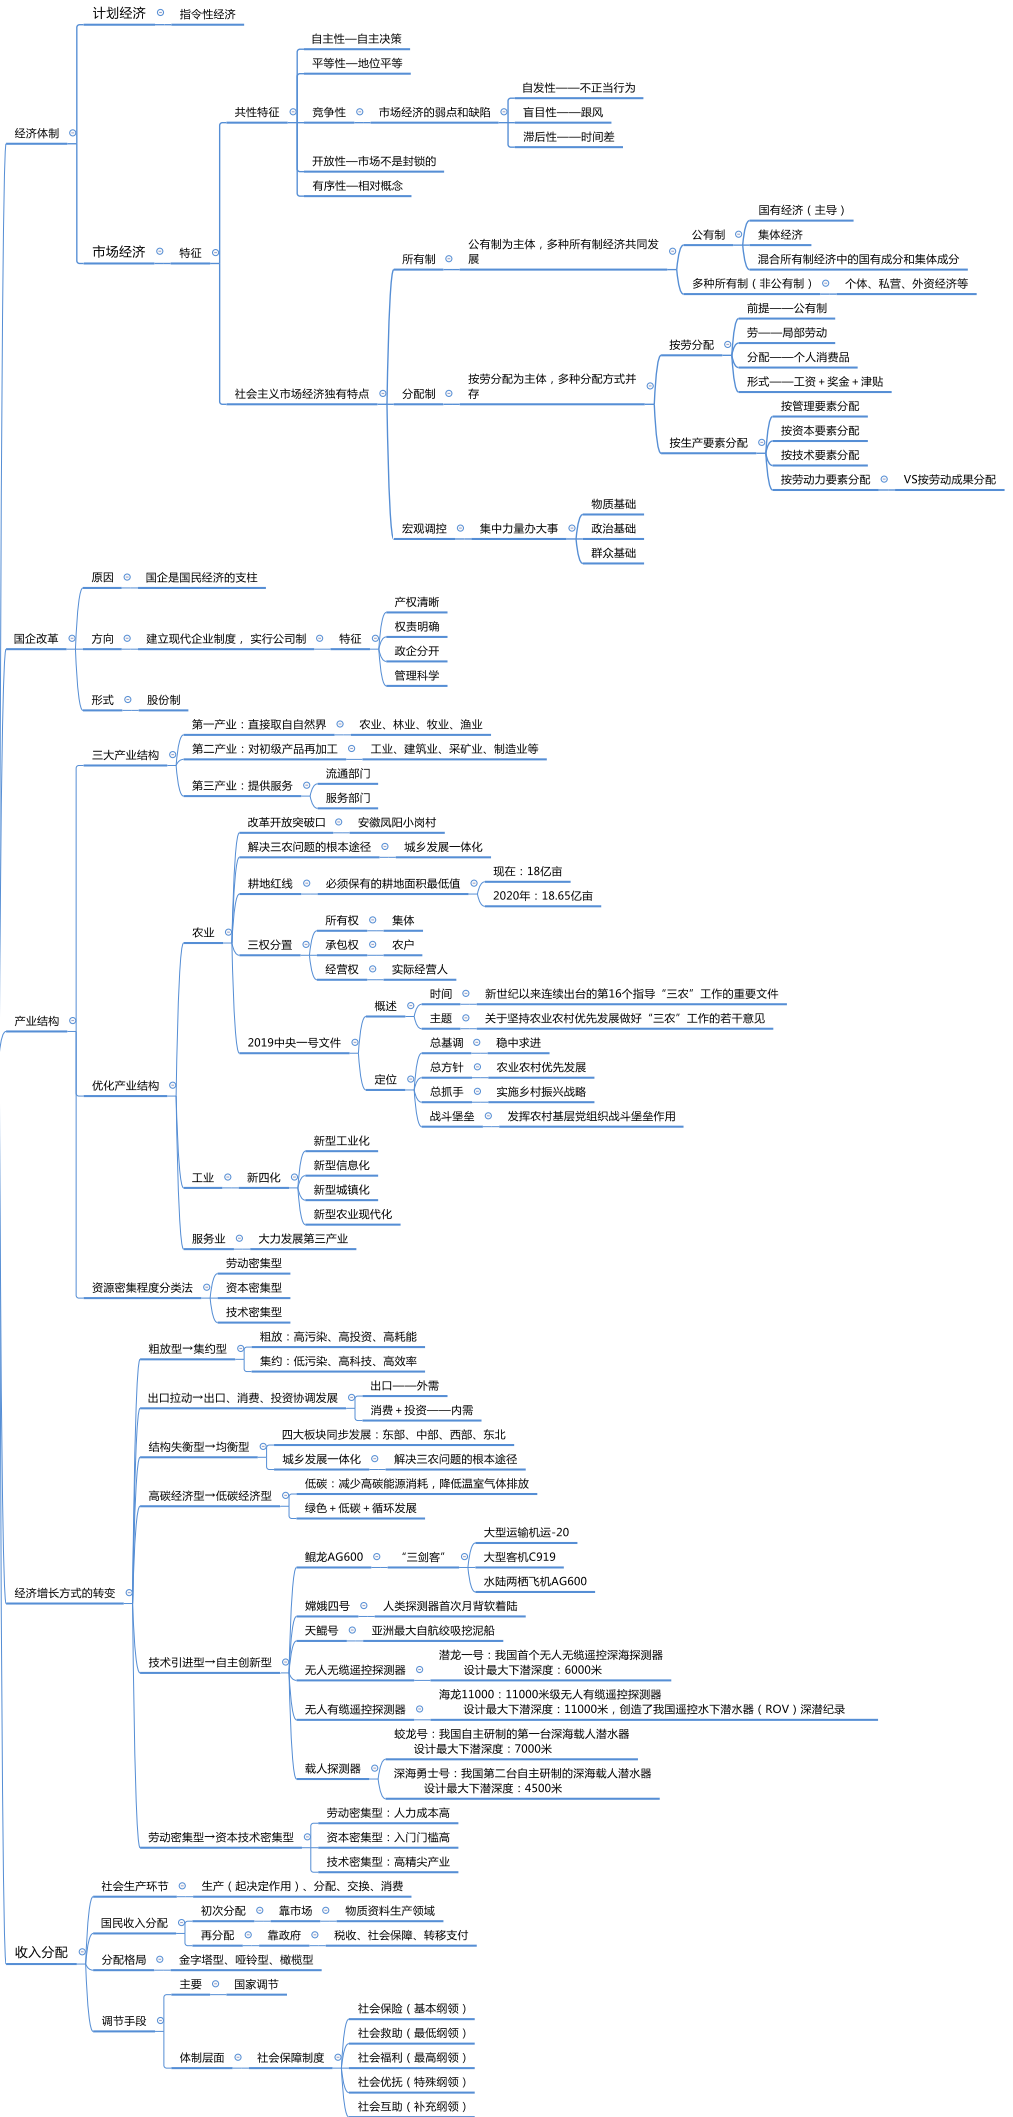 计划经济
指令性经济
经济体制
自主性—自主决策
平等性—地位平等
共性特征
竞争性
市场经济的弱点和缺陷
自发性——不正当行为
盲目性——跟风
滞后性——时间差
开放性—市场不是封锁的
有序性—相对概念
市场经济
特征
社会主义市场经济独有特点
所有制
公有制为主体，多种所有制经济共同发
展
公有制
国有经济（主导）
集体经济
混合所有制经济中的国有成分和集体成分
多种所有制（非公有制）
个体、私营、外资经济等
分配制
按劳分配为主体，多种分配方式并
存
按劳分配
前提——公有制
劳——局部劳动
分配——个人消费品
形式——工资＋奖金＋津贴
按生产要素分配
按管理要素分配
按资本要素分配
按技术要素分配
按劳动力要素分配
VS按劳动成果分配
宏观调控
集中力量办大事
物质基础
政治基础
群众基础
国企改革
原因
国企是国民经济的支柱
方向
建立现代企业制度， 实行公司制
特征
产权清晰
权责明确
政企分开
管理科学
形式
股份制
产业结构
三大产业结构
第一产业：直接取自自然界
农业、林业、牧业、渔业
第二产业：对初级产品再加工
工业、建筑业、采矿业、制造业等
第三产业：提供服务
流通部门
服务部门
优化产业结构
农业
改革开放突破口
安徽凤阳小岗村
解决三农问题的根本途径
城乡发展一体化
耕地红线
必须保有的耕地面积最低值
现在：18亿亩
2020年：18.65亿亩
三权分置
所有权
集体
承包权
农户
经营权
实际经营人
2019中央一号文件
概述
时间
新世纪以来连续出台的第16个指导“三农”工作的重要文件
主题
关于坚持农业农村优先发展做好“三农”工作的若干意见
定位
总基调
稳中求进
总方针
农业农村优先发展
总抓手
实施乡村振兴战略
战斗堡垒
发挥农村基层党组织战斗堡垒作用
工业
新四化
新型工业化
新型信息化
新型城镇化
新型农业现代化
服务业
大力发展第三产业
资源密集程度分类法
劳动密集型
资本密集型
技术密集型
经济增长方式的转变
粗放型→集约型
粗放：高污染、高投资、高耗能
集约：低污染、高科技、高效率
出口拉动→出口、消费、投资协调发展
出口——外需
消费＋投资——内需
结构失衡型→均衡型
四大板块同步发展：东部、中部、西部、东北
城乡发展一体化
解决三农问题的根本途径
高碳经济型→低碳经济型
低碳：减少高碳能源消耗，降低温室气体排放
绿色＋低碳＋循环发展
技术引进型→自主创新型
鲲龙AG600
“三剑客”
大型运输机运-20
大型客机C919
水陆两栖飞机AG600
嫦娥四号
人类探测器首次月背软着陆
天鲲号
亚洲最大自航绞吸挖泥船
无人无缆遥控探测器
潜龙一号：我国首个无人无缆遥控深海探测器
设计最大下潜深度：6000米
无人有缆遥控探测器
海龙11000：11000米级无人有缆遥控探测器
设计最大下潜深度：11000米，创造了我国遥控水下潜水器（ROV）深潜纪录
载人探测器
蛟龙号：我国自主研制的第一台深海载人潜水器
设计最大下潜深度：7000米
深海勇士号：我国第二台自主研制的深海载人潜水器
设计最大下潜深度：4500米
劳动密集型→资本技术密集型
劳动密集型：人力成本高
资本密集型：入门门槛高
技术密集型：高精尖产业
收入分配
社会生产环节
生产（起决定作用）、分配、交换、消费
国民收入分配
初次分配
靠市场
物质资料生产领域
再分配
靠政府
税收、社会保障、转移支付
分配格局
金字塔型、哑铃型、橄榄型
调节手段
主要
国家调节
体制层面
社会保障制度
社会保险（基本纲领）
社会救助（最低纲领）
社会福利（最高纲领）
社会优抚（特殊纲领）
社会互助（补充纲领）